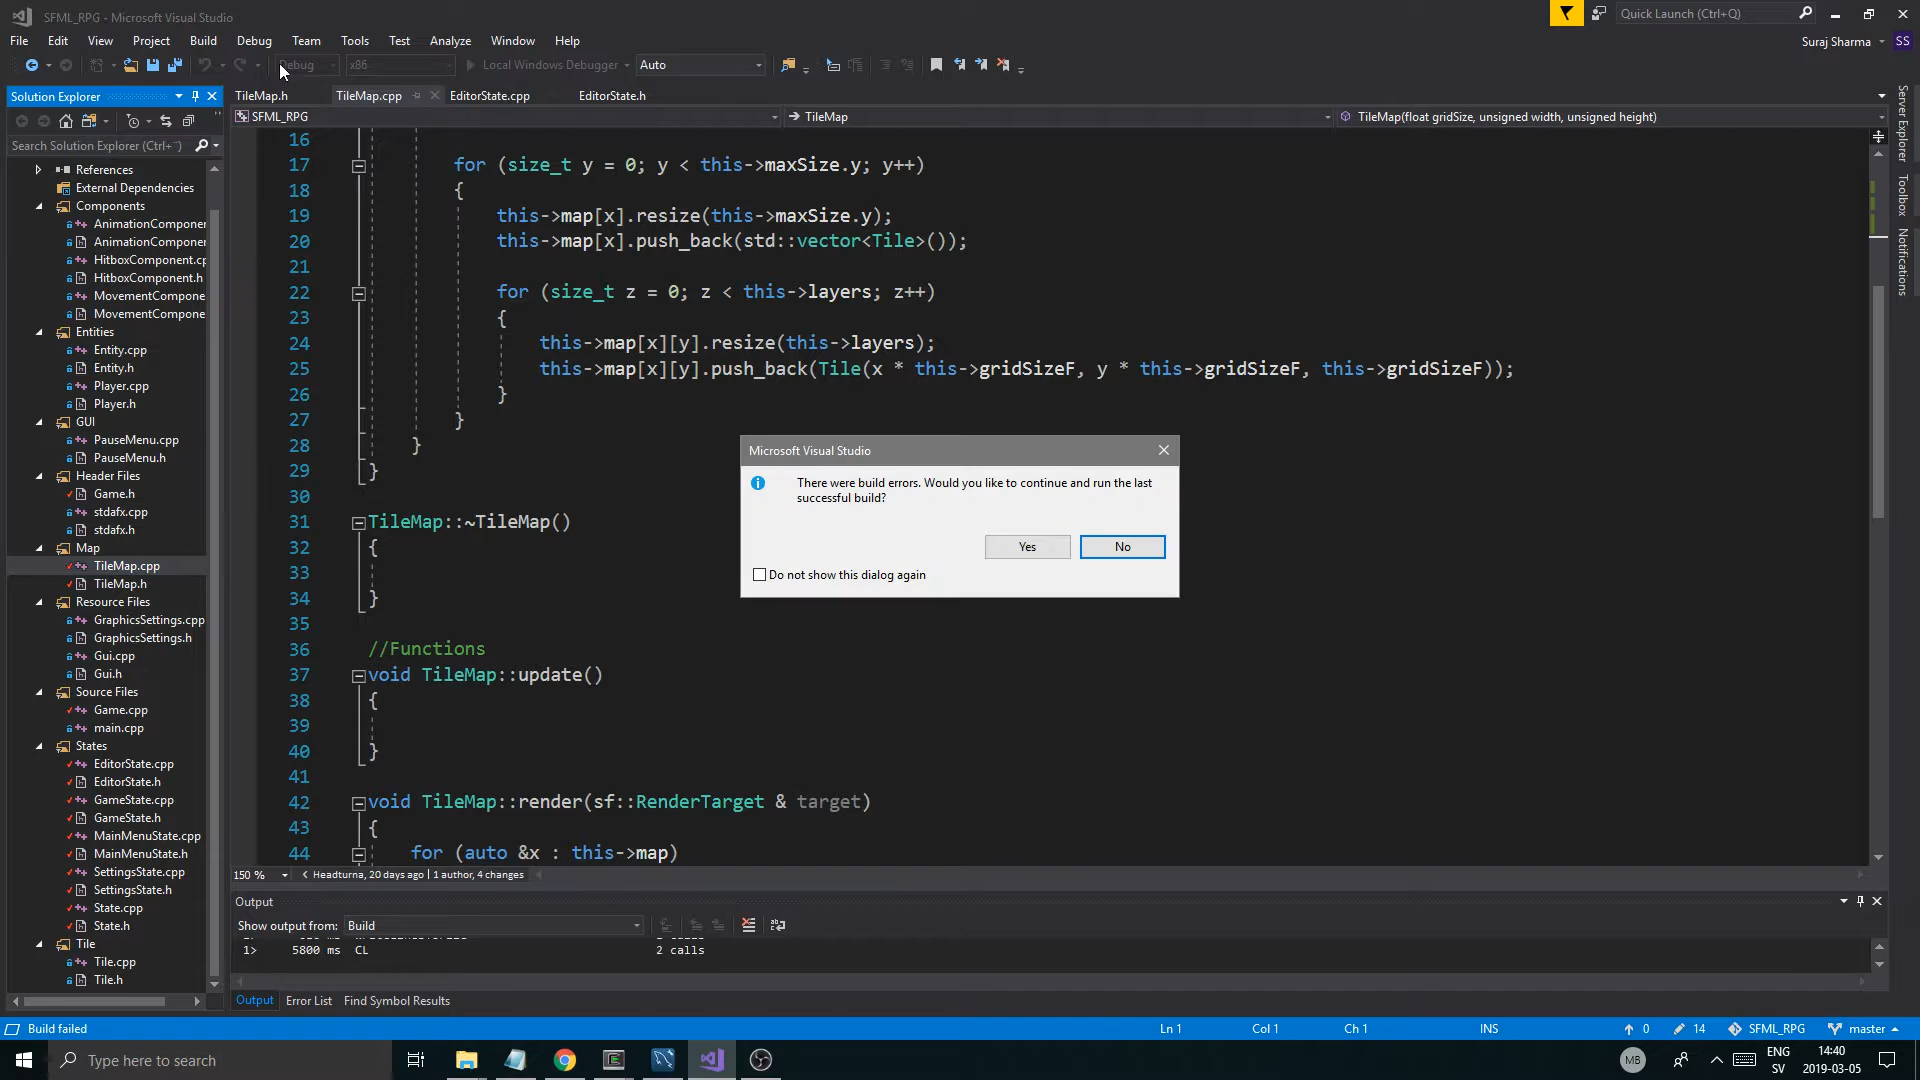 SFML_RPG - Microsoft Visual Studio
Quick Launch (Ctrl+Q)
File Edit View Project Build Debug Team Tools Test Analyze Window Help
Suraj Sharma SS
Debug x86 Local Windows Debugger Auto
Solution Explorer
TileMap.h TileMap.cpp EditorState.cpp EditorState.h
SFML_RPG TileMap TileMap(float gridSize, unsigned width, unsigned height)
Search Solution Explorer (Ctrl+¨)
References
External Dependencies
Components
AnimationComponen
AnimationComponen
HitboxComponent.cp
HitboxComponent.h
MovementCompone
MovementCompone
Entities
Entity.cpp
Entity.h
Player.cpp
Player.h
GUI
PauseMenu.cpp
PauseMenu.h
Header Files
Game.h
stdafx.cpp
stdafx.h
Map
TileMap.cpp
TileMap.h
Resource Files
GraphicsSettings.cpp
GraphicsSettings.h
Gui.cpp
Gui.h
Source Files
Game.cpp
main.cpp
States
EditorState.cpp
EditorState.h
GameState.cpp
GameState.h
MainMenuState.cpp
MainMenuState.h
SettingsState.cpp
SettingsState.h
State.cpp
State.h
Tile
Tile.cpp
Tile.h
16
17 for (size_t y = 0; y < this->maxSize.y; y++)
18 {
19 this->map[x].resize(this->maxSize.y);
20 this->map[x].push_back(std::vector<Tile>());
21
22 for (size_t z = 0; z < this->layers; z++)
23 {
24 this->map[x][y].resize(this->layers);
25 this->map[x][y].push_back(Tile(x * this->gridSizeF, y * this->gridSizeF, this->gridSizeF));
26 }
27 }
28 }
29 }
30
31 TileMap::~TileMap()
32 {
33
34 }
35
36 //Functions
37 void TileMap::update()
38 {
39
40 }
41
42 void TileMap::render(sf::RenderTarget & target)
43 {
44 for (auto &x : this->map)
Microsoft Visual Studio
There were build errors. Would you like to continue and run the last
successful build?
Yes No
Do not show this dialog again
Server Explorer
Toolbox
Notifications
150 % Headturna, 20 days ago | 1 author, 4 changes
Output
Show output from: Build
1> 5800 ms CL 2 calls
Output Error List Find Symbol Results
Build failed Ln 1 Col 1 Ch 1 INS 0 14 SFML_RPG master
Type here to search
MB
ENG
SV
14:40
2019-03-05